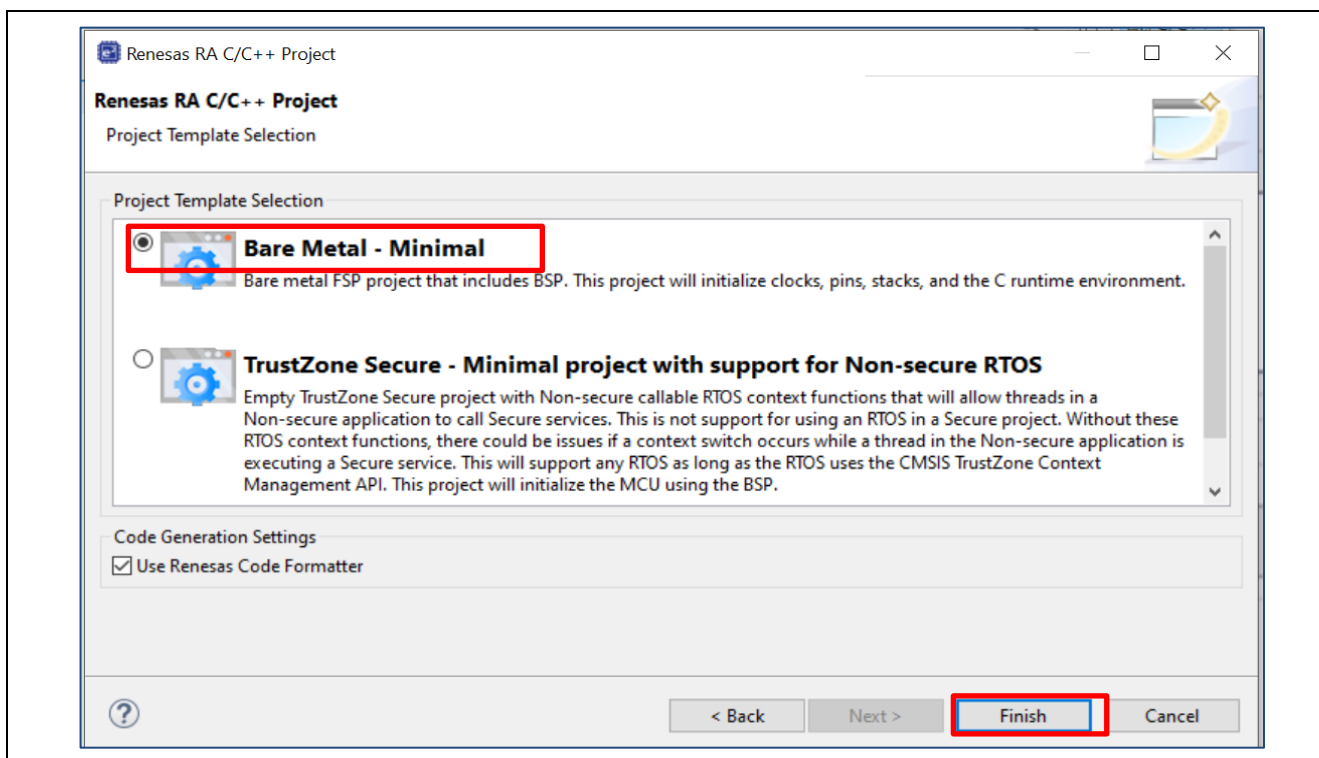 Renesas RA C/C++ Project
Renesas RA C/C++ Project
Project Template Selection
Project Template Selection
Bare Metal - Minimal
Bare metal FSP project that includes BSP. This project will initialize clocks, pins, stacks, and the C runtime environment.
TrustZone Secure - Minimal project with support for Non-secure RTOS
Empty TrustZone Secure project with Non-secure callable RTOS context functions that will allow threads in a
Non-secure application to call Secure services. This is not support for using an RTOS in a Secure project. Without these
RTOS context functions, there could be issues if a context switch occurs while a thread in the Non-secure application is
executing a Secure service. This will support any RTOS as long as the RTOS uses the CMSIS TrustZone Context
Management API. This project will initialize the MCU using the BSP.
Code Generation Settings
Use Renesas Code Formatter
? < Back Next > Finish Cancel